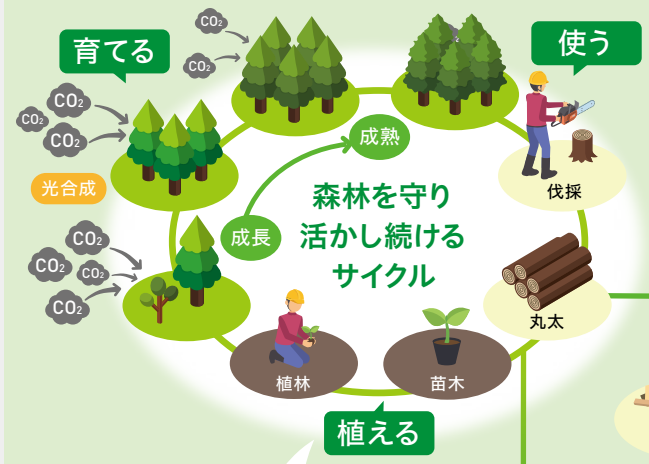 育てる
使う
植える
森林を守り
活かし続ける
サイクル
成熟
成長
光合成
伐採
丸太
苗木
植林
CO₂
CO₂
CO₂
CO₂
CO₂
CO₂
CO₂
CO₂
CO₂